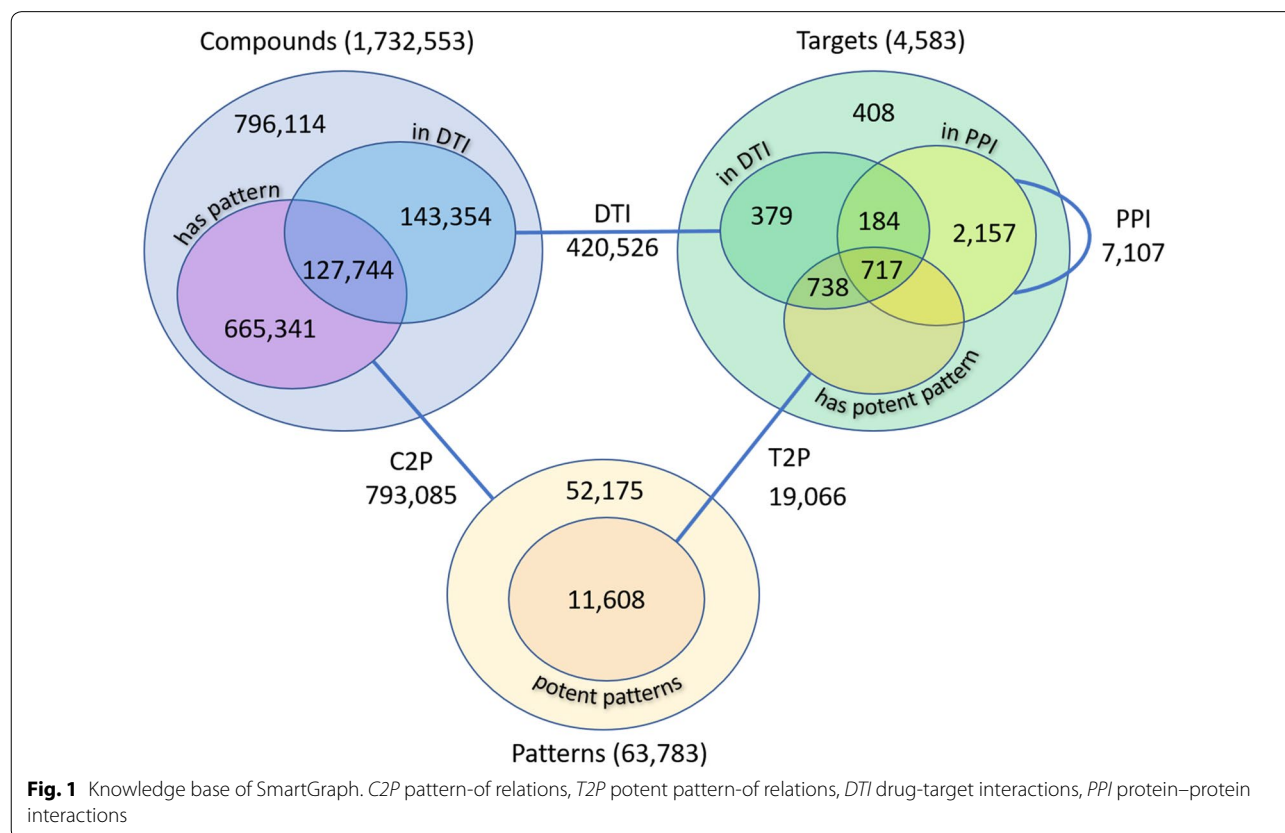 Compounds (1,732,553)
Targets (4,583)
796,114
in DTI
has pattern
143,354
127,744
665,341
DTI
420,526
408
in DTI
in PPI
379
184
2,157
738
717
has potent pattern
PPI
7,107
C2P
793,085
T2P
19,066
52,175
11,608
potent patterns
Patterns (63,783)
Fig. 1 Knowledge base of SmartGraph. C2P pattern-of relations, T2P potent pattern-of relations, DTI drug-target interactions, PPI protein–protein
interactions